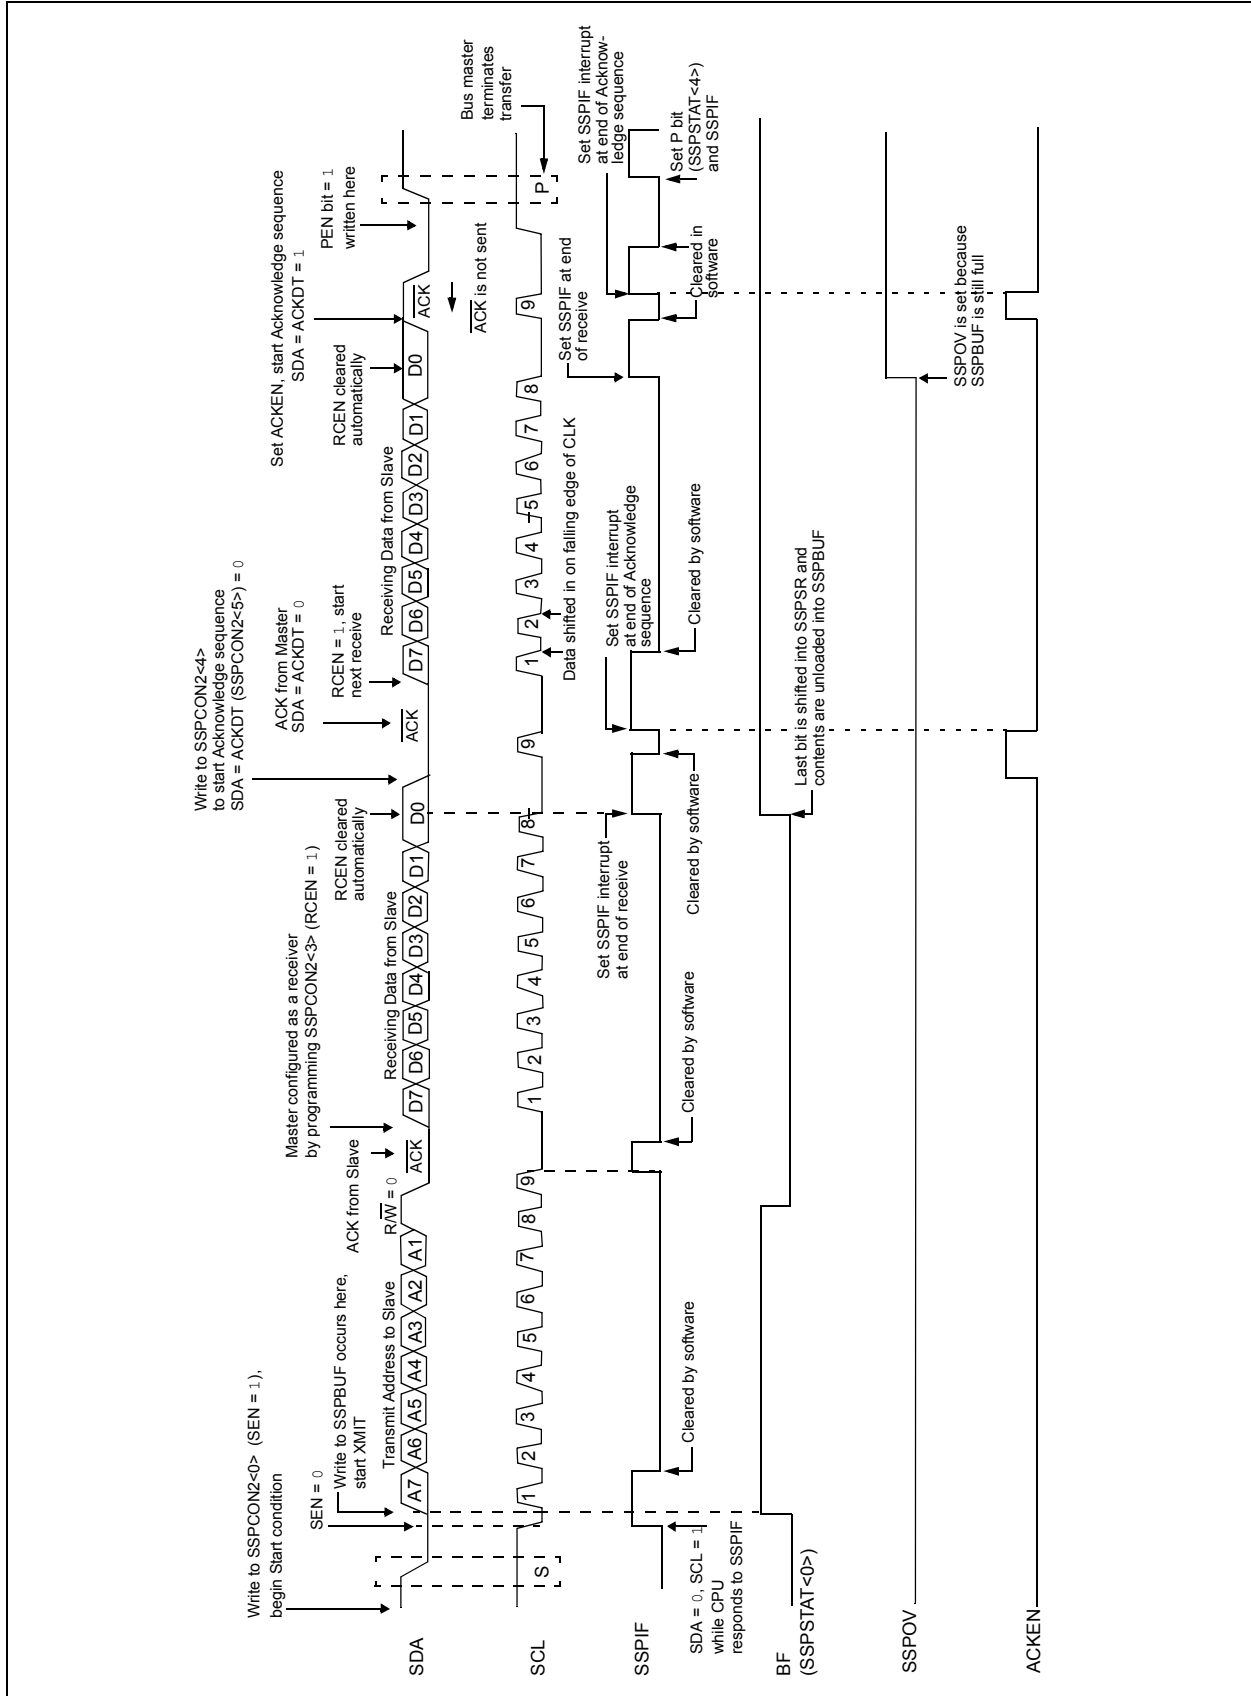 Write to SSPCON2<0> (SEN = 1),
begin Start condition
SEN = 0
Write to SSPBUF occurs here,
start XMIT
Transmit Address to Slave
ACK from Slave
R/W = 0
Master configured as a receiver
by programming SSPCON2<3> (RCEN = 1)
Receiving Data from Slave
RCEN cleared
automatically
Write to SSPCON2<4>
to start Acknowledge sequence
SDA = ACKDT (SSPCON2<5>) = 0
ACK from Master
SDA = ACKDT = 0
RCEN = 1, start
next receive
Receiving Data from Slave
RCEN cleared
automatically
Set ACKEN, start Acknowledge sequence
SDA = ACKDT = 1
PEN bit = 1
written here
SDA
A7 A6 A5 A4 A3 A2 A1 ACK D7 D6 D5 D4 D3 D2 D1 D0 ACK D7 D6 D5 D4 D3 D2 D1 D0 ACK
ACK is not sent
Bus master
terminates
transfer
SCL
S 1 2 3 4 5 6 7 8 9 1 2 3 4 5 6 7 8 9 1 2 3 4 5 6 7 8 9 P
Data shifted in on falling edge of CLK
Set SSPIF interrupt
at end of receive
Set SSPIF interrupt
at end of Acknowledge
sequence
Set SSPIF at end
of receive
Set SSPIF interrupt
at end of Acknow-
ledge sequence
SSPIF
SDA = 0, SCL = 1
while CPU
responds to SSPIF
Cleared by software
Cleared by software
Cleared by software
Cleared by software
Cleared in
software
Set P bit
(SSPSTAT<4>)
and SSPIF
BF
(SSPSTAT<0>)
Last bit is shifted into SSPSR and
contents are unloaded into SSPBUF
SSPOV
SSPOV is set because
SSPBUF is still full
ACKEN